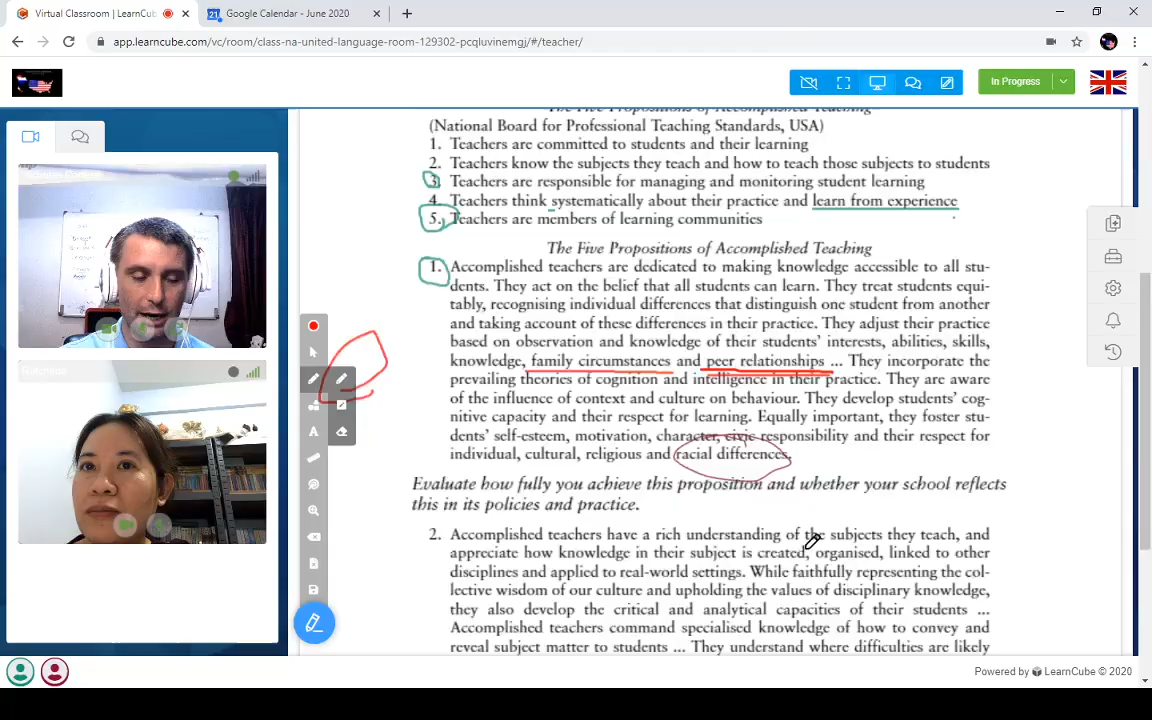 Virtual Classroom | LearnCub
Google Calendar - June 2020
app.learncube.com/vc/room/class-na-united-language-room-129302-pcqluvinemgj/#/teacher/
In Progress
The Five Propositions of Accomplished Teaching
(National Board for Professional Teaching Standards, USA)
1. Teachers are committed to students and their learning
2. Teachers know the subjects they teach and how to teach those subjects to students
3. Teachers are responsible for managing and monitoring student learning
4. Teachers think systematically about their practice and learn from experience
5. Teachers are members of learning communities
The Five Propositions of Accomplished Teaching
1. Accomplished teachers are dedicated to making knowledge accessible to all stu-
dents. They act on the belief that all students can learn. They treat students equi-
tably, recognising individual differences that distinguish one student from another
and taking account of these differences in their practice. They adjust their practice
based on observation and knowledge of their students' interests, abilities, skills,
knowledge, family circumstances and peer relationships ... They incorporate the
prevailing theories of cognition and intelligence in their practice. They are aware
of the influence of context and culture on behaviour. They develop students' cog-
nitive capacity and their respect for learning. Equally important, they foster stu-
dents' self-esteem, motivation, character, civic responsibility and their respect for
individual, cultural, religious and racial differences.
Evaluate how fully you achieve this proposition and whether your school reflects
this in its policies and practice.
2. Accomplished teachers have a rich understanding of the subjects they teach, and
appreciate how knowledge in their subject is created, organised, linked to other
disciplines and applied to real-world settings. While faithfully representing the col-
lective wisdom of our culture and upholding the values of disciplinary knowledge,
they also develop the critical and analytical capacities of their students ...
Accomplished teachers command specialised knowledge of how to convey and
reveal subject matter to students ... They understand where difficulties are likely
Powered by LearnCube © 2020